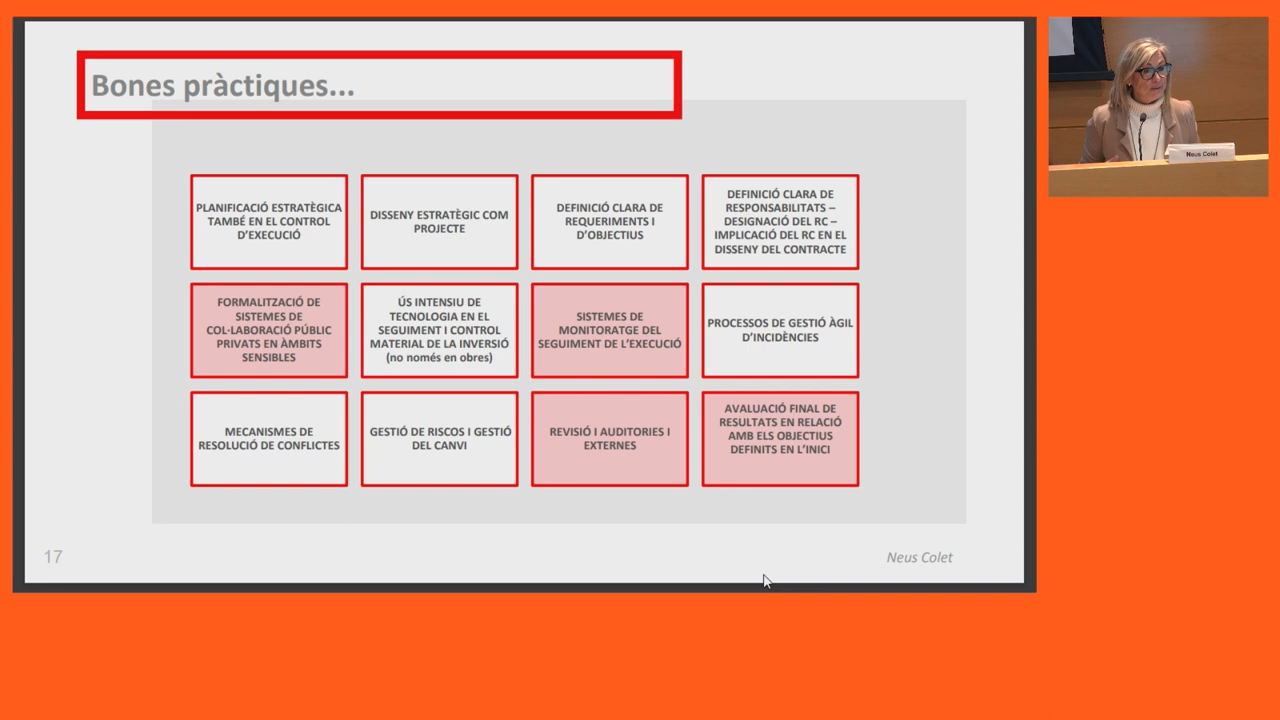 Bones pràctiques...
PLANIFICACIÓ ESTRATÈGICA
TAMBÉ EN EL CONTROL
D'EXECUCIÓ
DISSENY ESTRATÈGIC COM
PROJECTE
DEFINICIÓ CLARA DE
REQUERIMENTS I
D'OBJECTIUS
DEFINICIÓ CLARA DE
RESPONSABILITATS –
DESIGNACIÓ DEL RC –
IMPLICACIÓ DEL RC EN EL
DISSENY DEL CONTRACTE
FORMALITZACIÓ DE
SISTEMES DE
COL·LABORACIÓ PÚBLIC
PRIVATS EN ÀMBITS
SENSIBLES
ÚS INTENSIU DE
TECNOLOGIA EN EL
SEGUIMENT I CONTROL
MATERIAL DE LA INVERSIÓ
(no només en obres)
SISTEMES DE
MONITORATGE DEL
SEGUIMENT DE L'EXECUCIÓ
PROCESSOS DE GESTIÓ ÀGIL
D'INCIDÈNCIES
MECANISMES DE
RESOLUCIÓ DE CONFLICTES
GESTIÓ DE RISCOS I GESTIÓ
DEL CANVI
REVISIÓ I AUDITORIES I
EXTERNES
AVALUACIÓ FINAL DE
RESULTATS EN RELACIÓ
AMB ELS OBJECTIUS
DEFINITS EN L'INICI
17
Neus Colet
Neus Colet